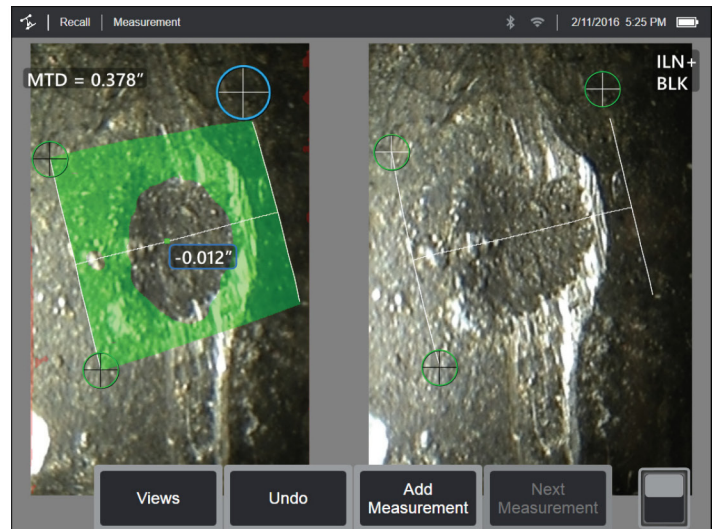 Recall
Measurement
2/11/2016 5:25 PM
MTD = 0.378"
-0.012"
ILN+
BLK
Views
Undo
Add
Measurement
Next
Measurement